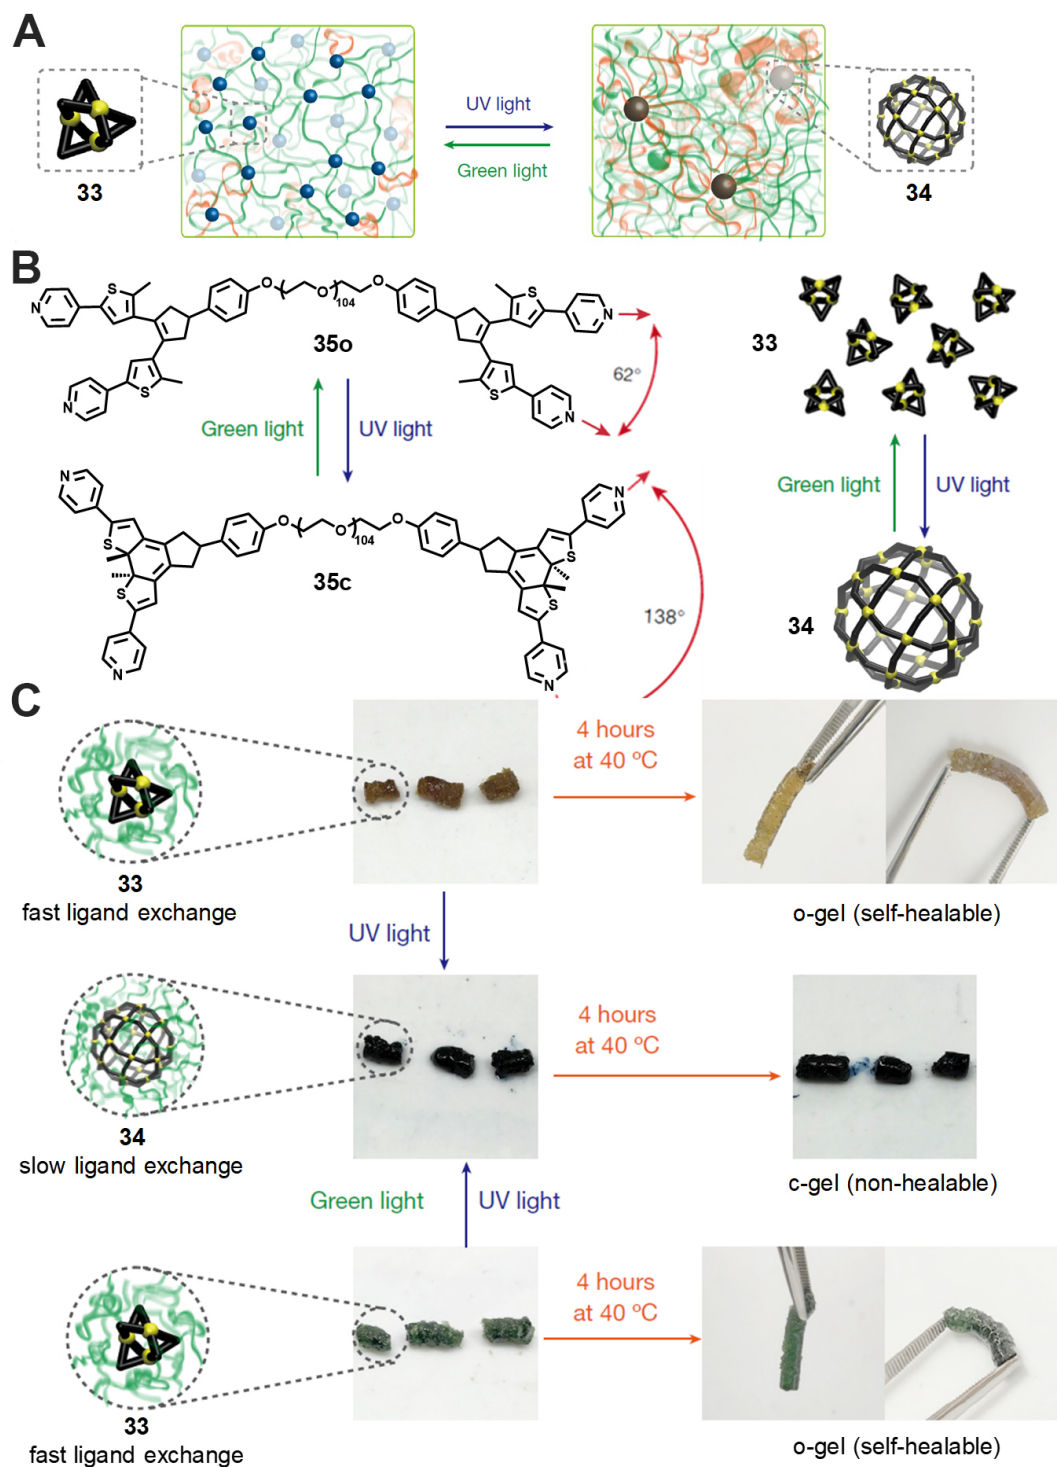 A
33
UV light
Green light
34
B
N
S
O
O
104
O
S
N
35o
N
S
S
N
62°
33
Green light
UV light
Green light
UV light
N
S
O
O
104
O
S
N
35c
S
S
N
N
138°
34
C
4 hours
at 40 °C
33
fast ligand exchange
o-gel (self-healable)
UV light
4 hours
at 40 °C
34
slow ligand exchange
c-gel (non-healable)
Green light
UV light
4 hours
at 40 °C
33
fast ligand exchange
o-gel (self-healable)